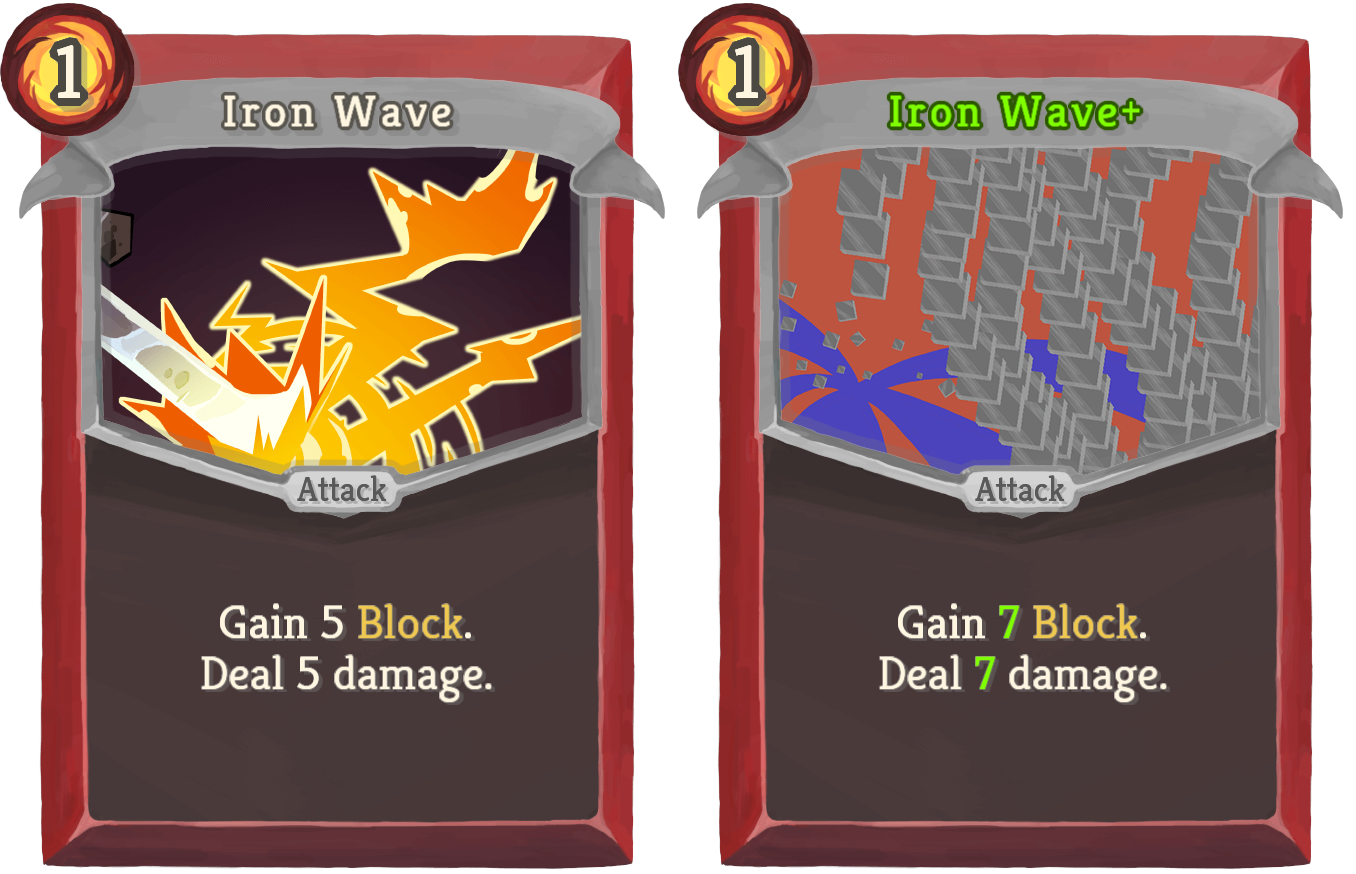 1
Iron Wave
Attack
Gain 5 Block.
Deal 5 damage.
1
Iron Wave+
Attack
Gain 7 Block.
Deal 7 damage.